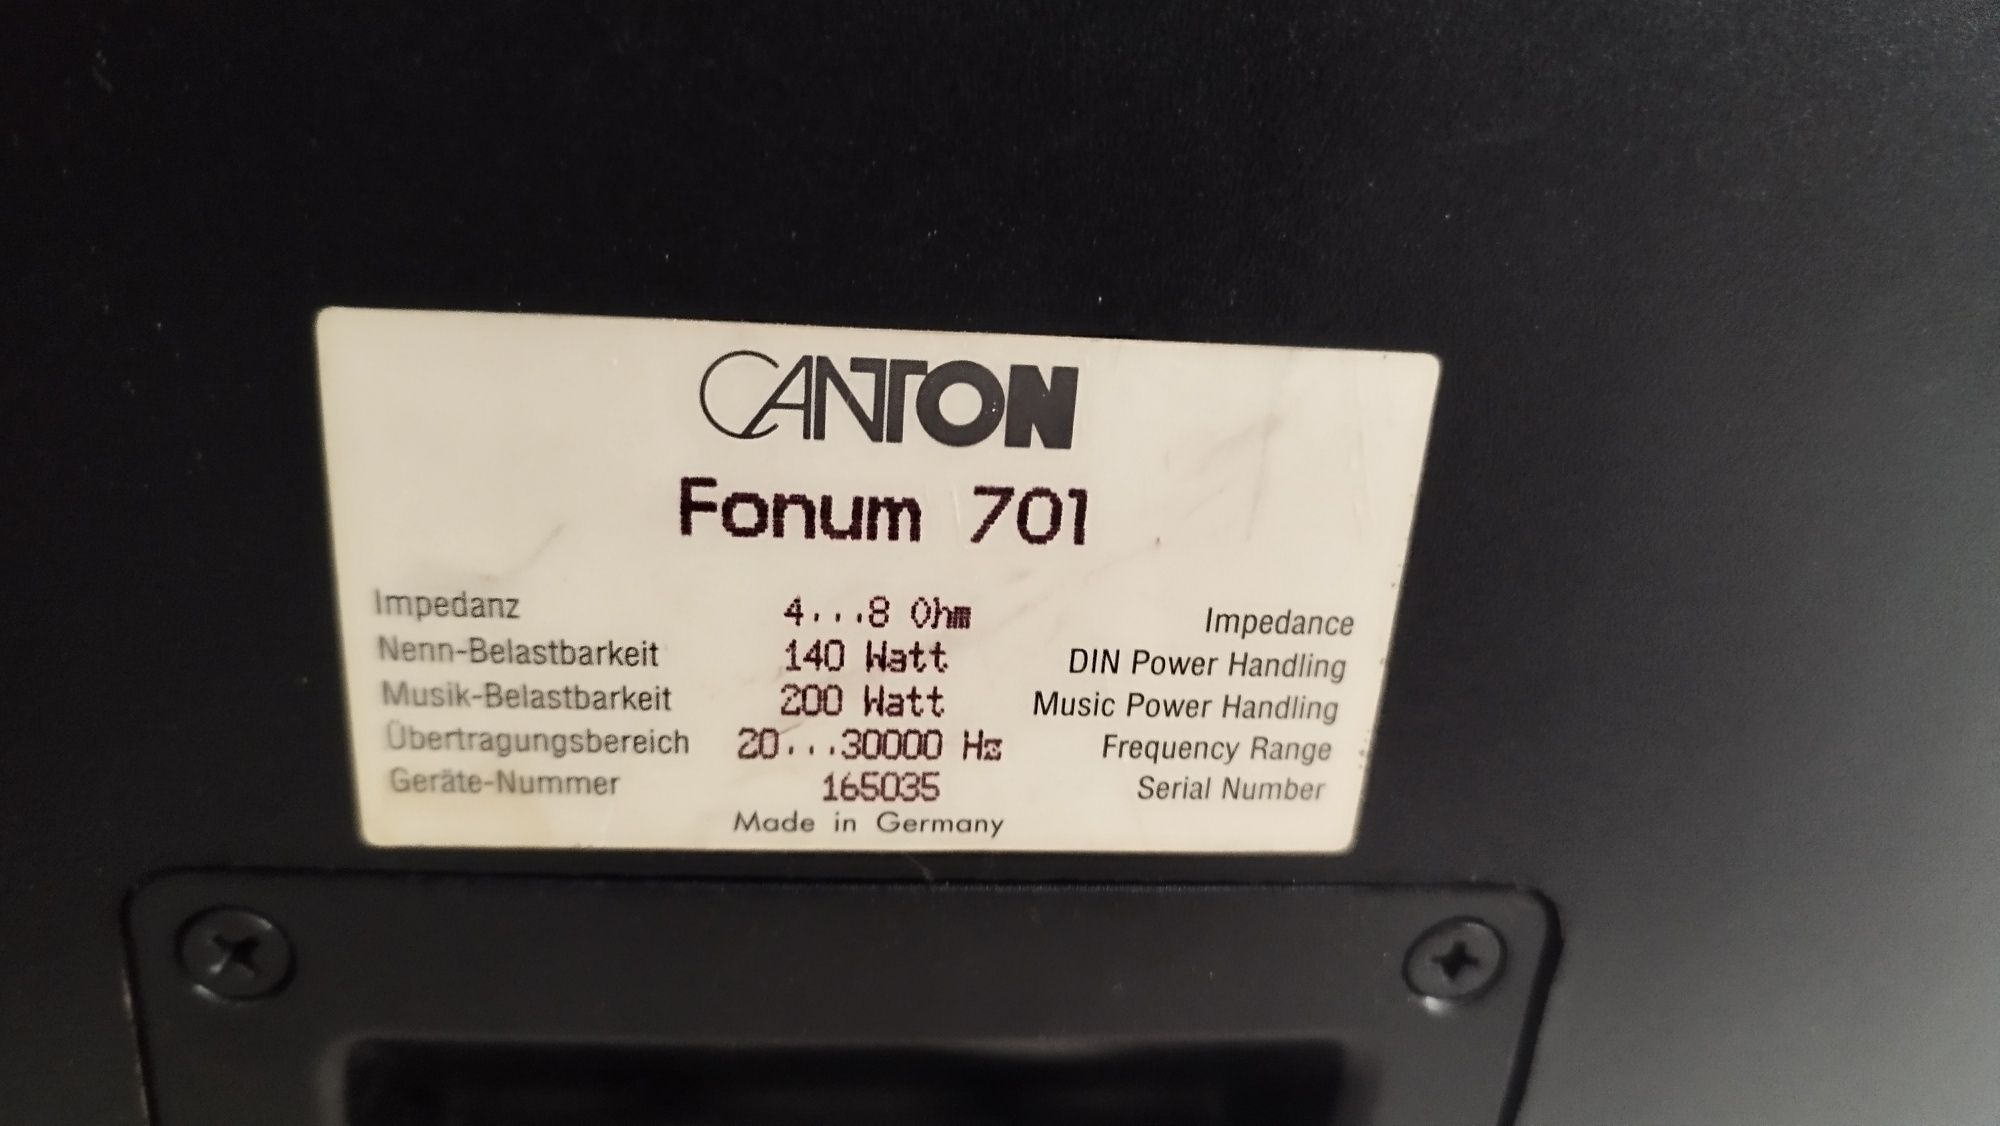 CANTON
Fonum 701
Impedanz 4...8 Ohm Impedance
Nenn-Belastbarkeit 140 Watt DIN Power Handling
Musik-Belastbarkeit 200 Watt Music Power Handling
Übertragungsbereich 20...30000 Hz Frequency Range
Geräte-Nummer 165035 Serial Number
Made in Germany